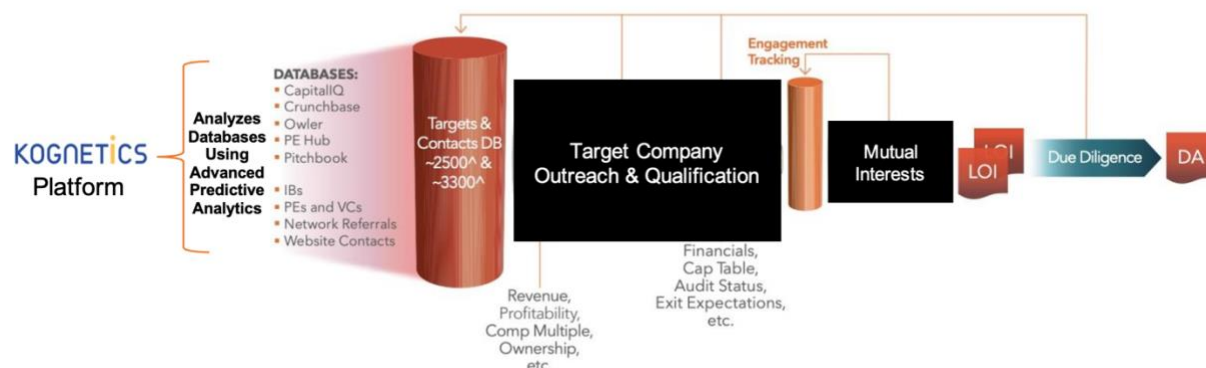 KOGNETICS
Platform
Analyzes
Databases
Using
Advanced
Predictive
Analytics
DATABASES:
▪ CapitalIQ
▪ Crunchbase
▪ Owler
▪ PE Hub
▪ Pitchbook
▪ IBs
▪ PEs and VCs
▪ Network Referrals
▪ Website Contacts
Targets &
Contacts DB
~2500^ &
~3300^
Target Company
Outreach & Qualification
Revenue,
Profitability,
Comp Multiple,
Ownership,
etc
Financials,
Cap Table,
Audit Status,
Exit Expectations,
etc.
Engagement
Tracking
Mutual
Interests
LOI
LOI
Due Diligence
DA